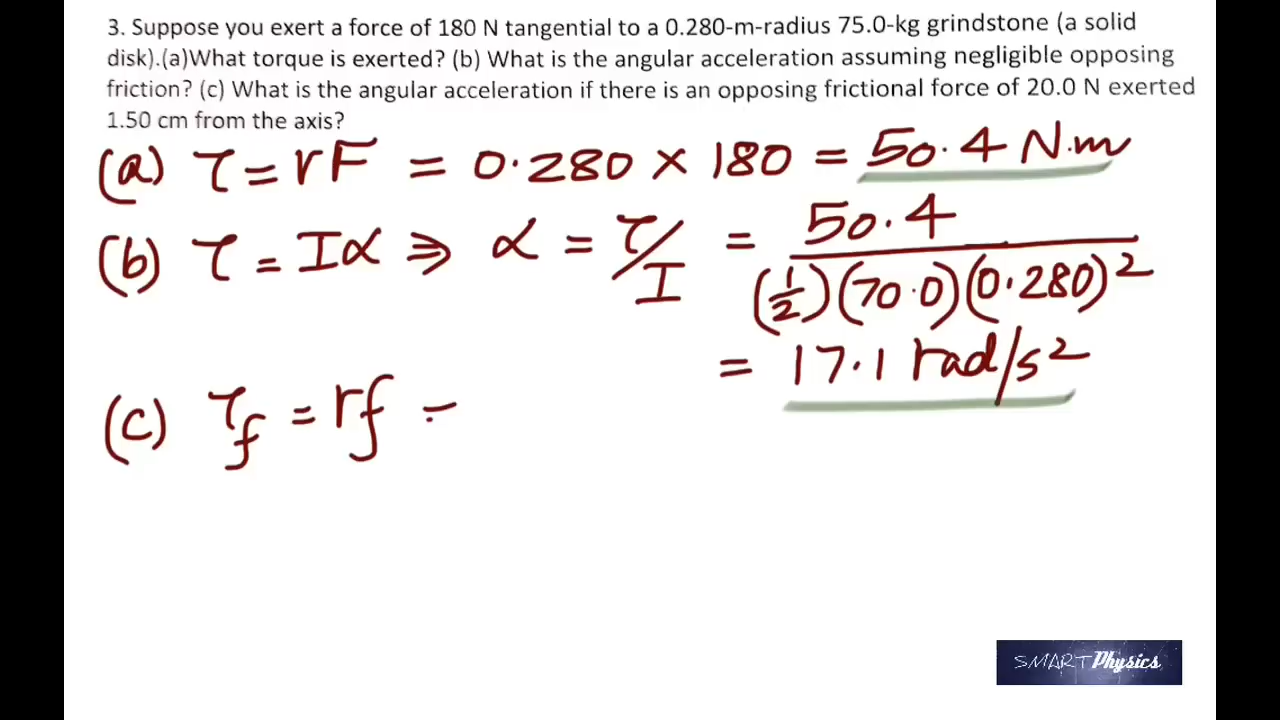 3. Suppose you exert a force of 180 N tangential to a 0.280-m-radius 75.0-kg grindstone (a solid
disk).(a)What torque is exerted? (b) What is the angular acceleration assuming negligible opposing
friction? (c) What is the angular acceleration if there is an opposing frictional force of 20.0 N exerted
1.50 cm from the axis?
(a) τ = rF = 0.280 × 180 = 50.4 N.m
(b) τ = Iα ⇒ α = τ/I = 50.4 / (1/2)(70.0)(0.280)²
= 17.1 rad/s²
(c) τ_f = rf =
SMART Physics